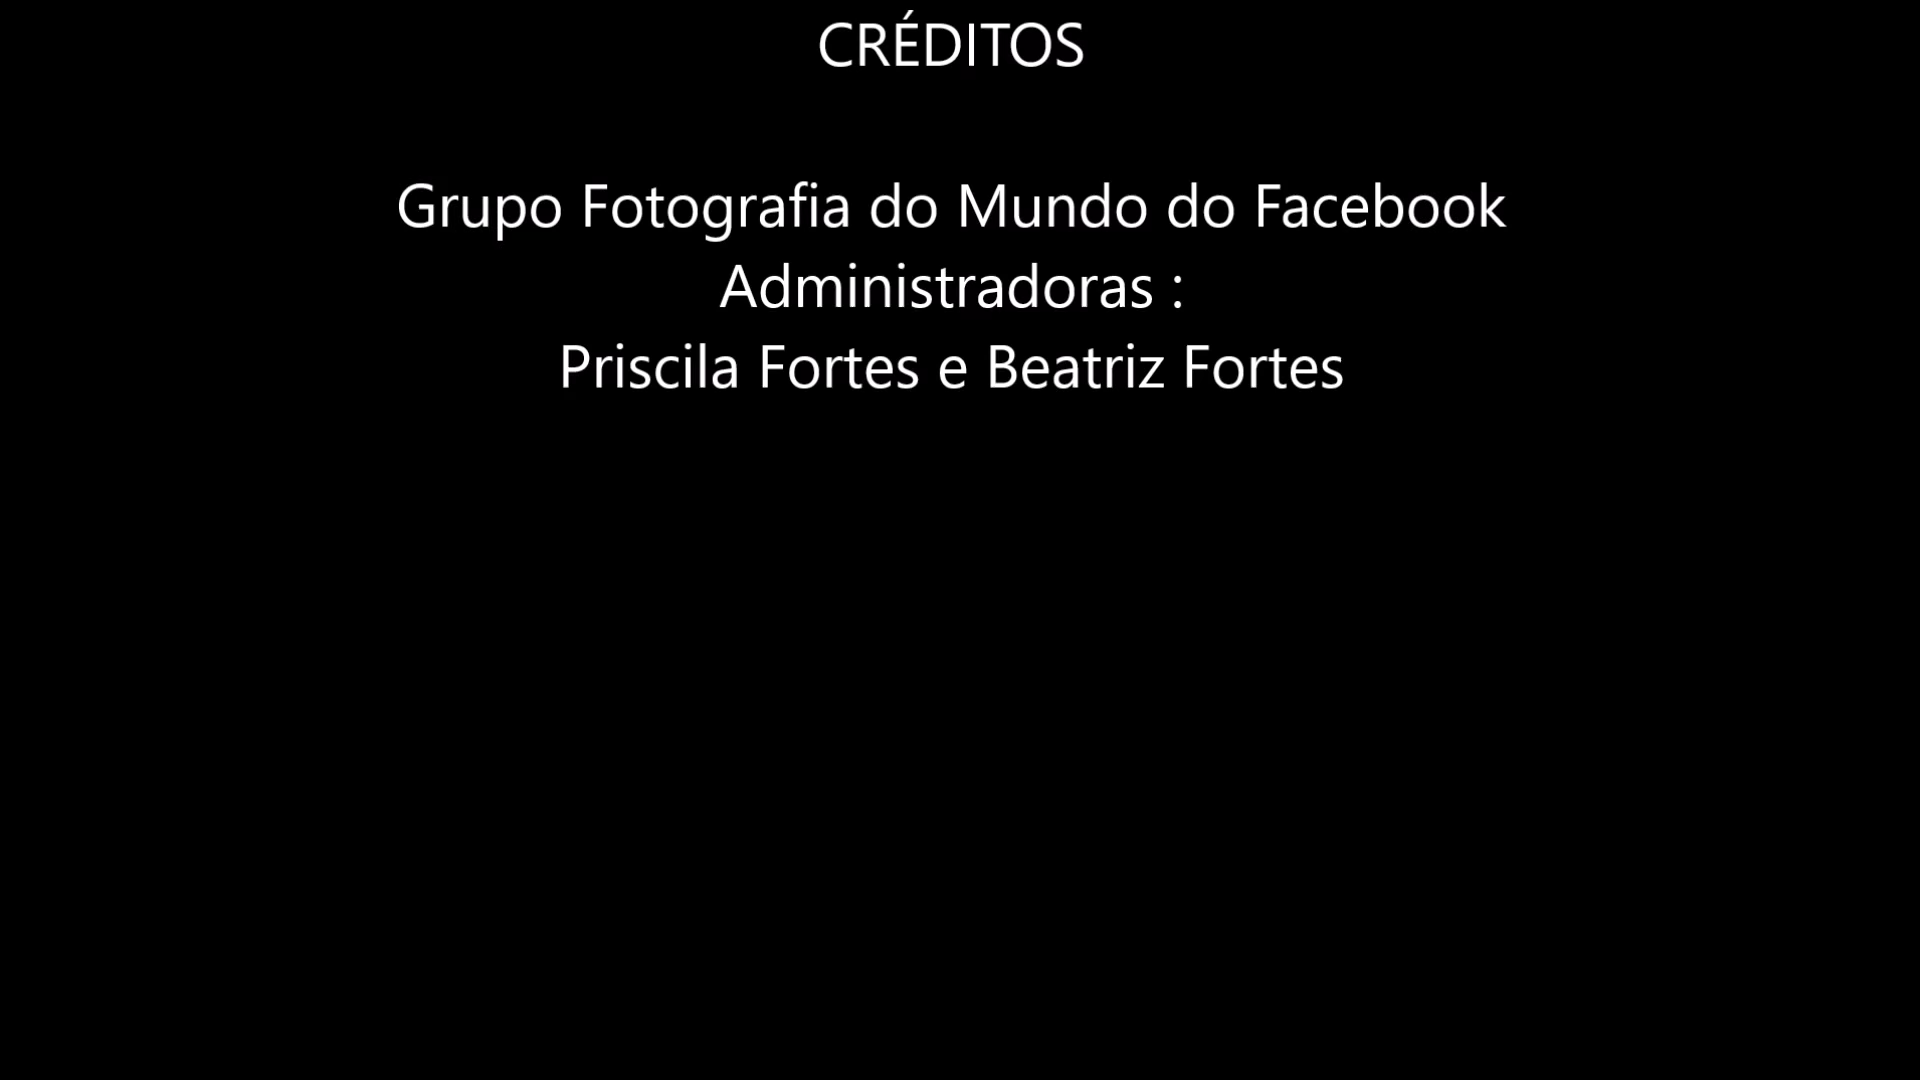 CRÉDITOS
Grupo Fotografia do Mundo do Facebook
Administradoras :
Priscila Fortes e Beatriz Fortes